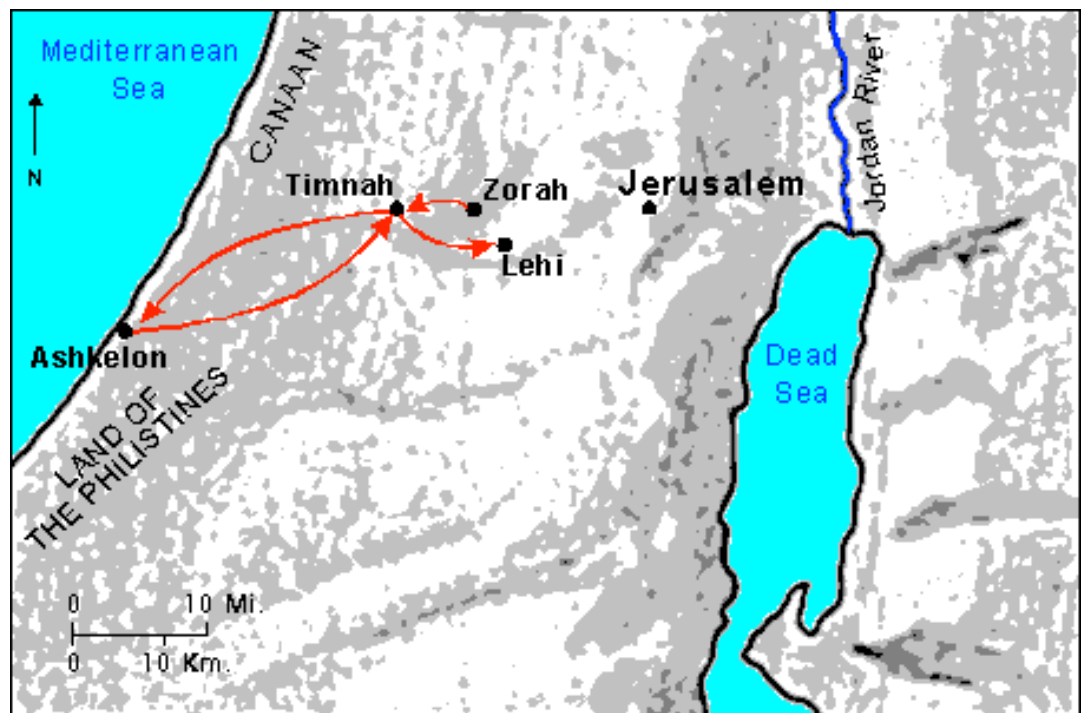 Mediterranean
Sea
N
CANAAN
Jordan River
Timnah
Zorah
Jerusalem
Lehi
Ashkelon
Dead
Sea
LAND OF
THE PHILISTINES
0 10 Mi.
0 10 Km.